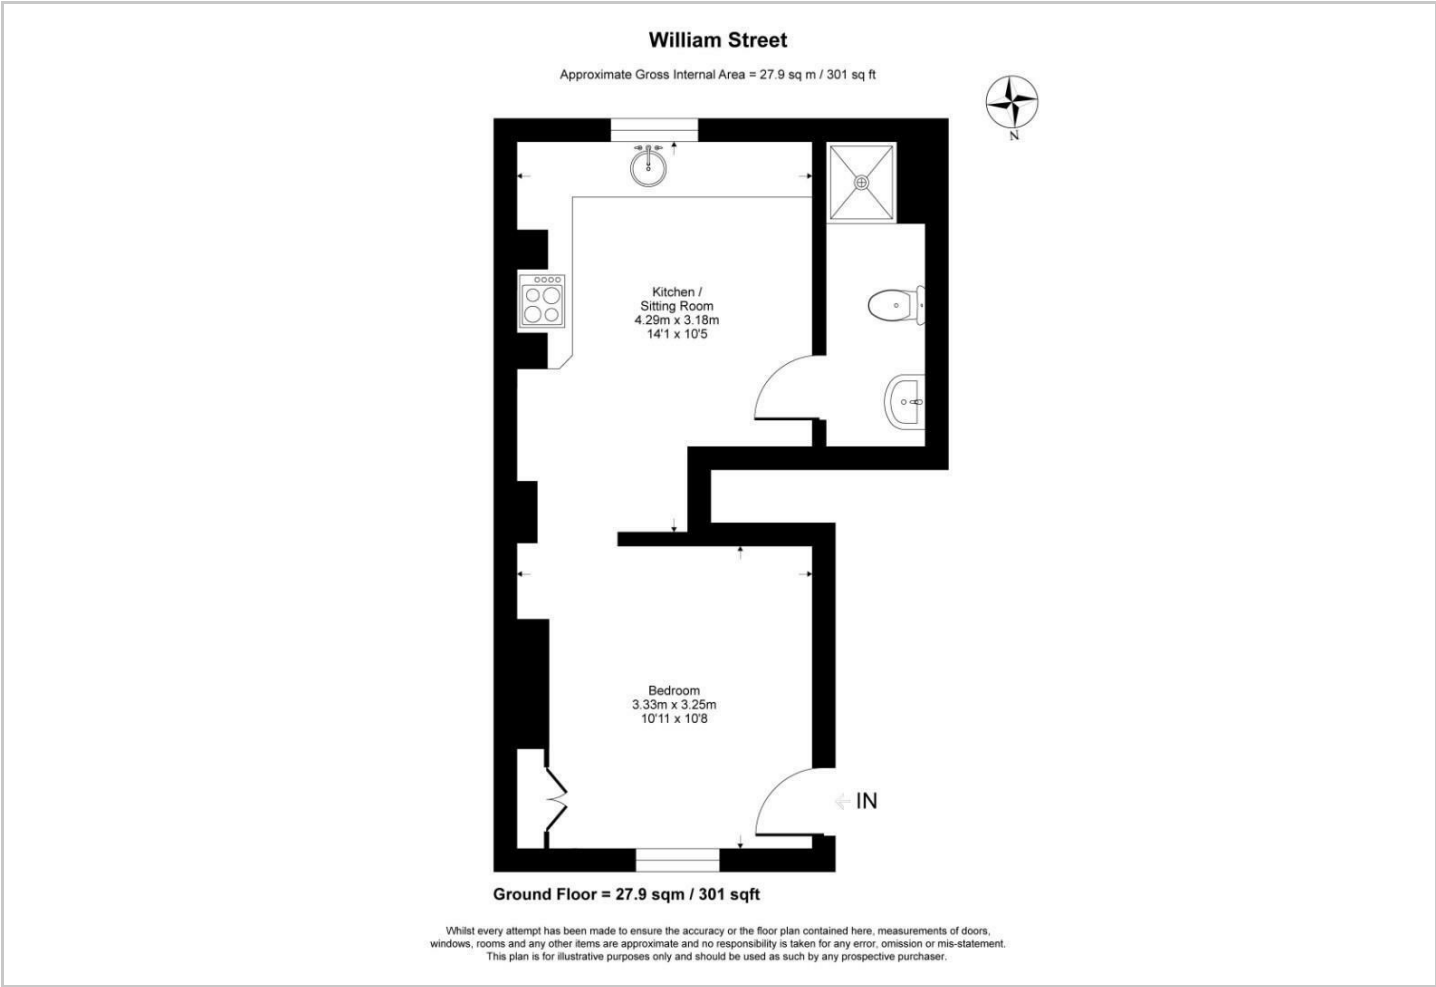 William Street
Approximate Gross Internal Area = 27.9 sq m / 301 sq ft
N
Kitchen /
Sitting Room
4.29m x 3.18m
14'1 x 10'5
Bedroom
3.33m x 3.25m
10'11 x 10'8
IN
Ground Floor = 27.9 sqm / 301 sqft
Whilst every attempt has been made to ensure the accuracy or the floor plan contained here, measurements of doors,
windows, rooms and any other items are approximate and no responsibility is taken for any error, omission or mis-statement.
This plan is for illustrative purposes only and should be used as such by any prospective purchaser.